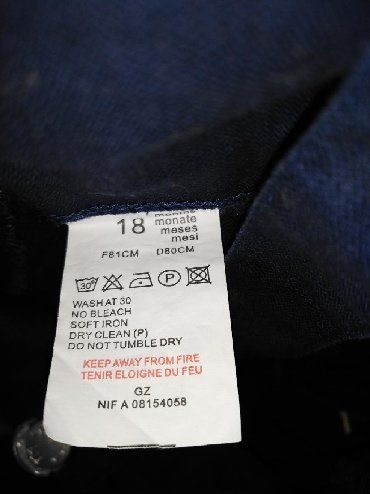 18 monate
meses
mesi
F81CM D80CM
30°
P
WASH AT 30
NO BLEACH
SOFT IRON
DRY CLEAN (P)
DO NOT TUMBLE DRY
KEEP AWAY FROM FIRE
TENIR ELOIGNE DU FEU
GZ
NIF A 08154058